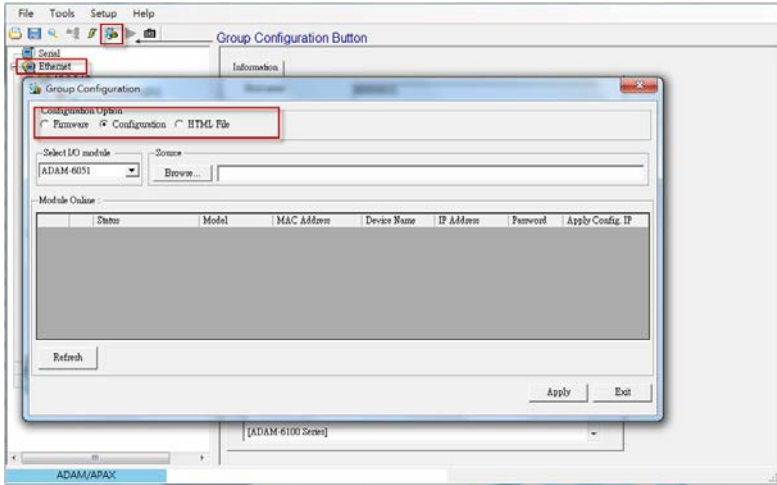 File Tools Setup Help
Group Configuration Button
Serial
Ethernet
Information
Group Configuration
Configuration Option
Firmware Configuration HTML File
Select I/O module Source
ADAM-6051 Browse...
Module Online :
Status Model MAC Address Device Name IP Address Password Apply Config. IP
Refresh
Apply Exit
[ADAM-6100 Series]
ADAM/APAX